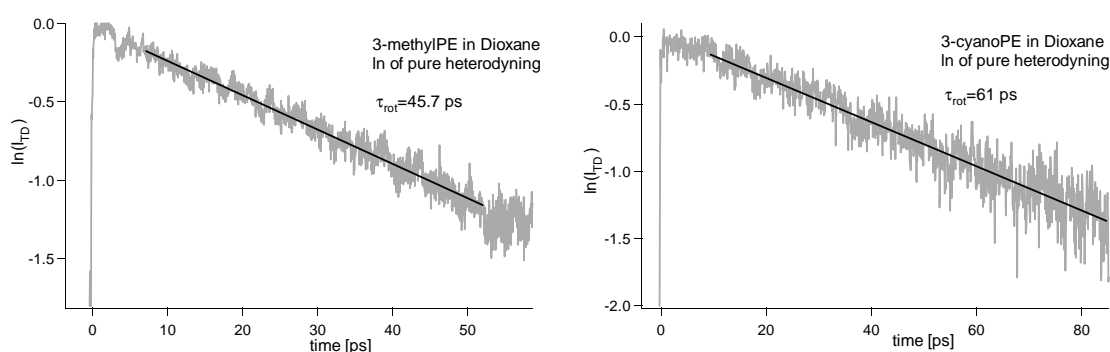 0.0
-0.5
-1.0
-1.5
ln(I_TD)
3-methylPE in Dioxane
ln of pure heterodyning
τrot=45.7 ps
0
10
20
30
40
50
time [ps]
0.0
-0.5
-1.0
-1.5
-2.0
ln(I_TD)
3-cyanoPE in Dioxane
ln of pure heterodyning
τrot=61 ps
0
20
40
60
80
time [ps]